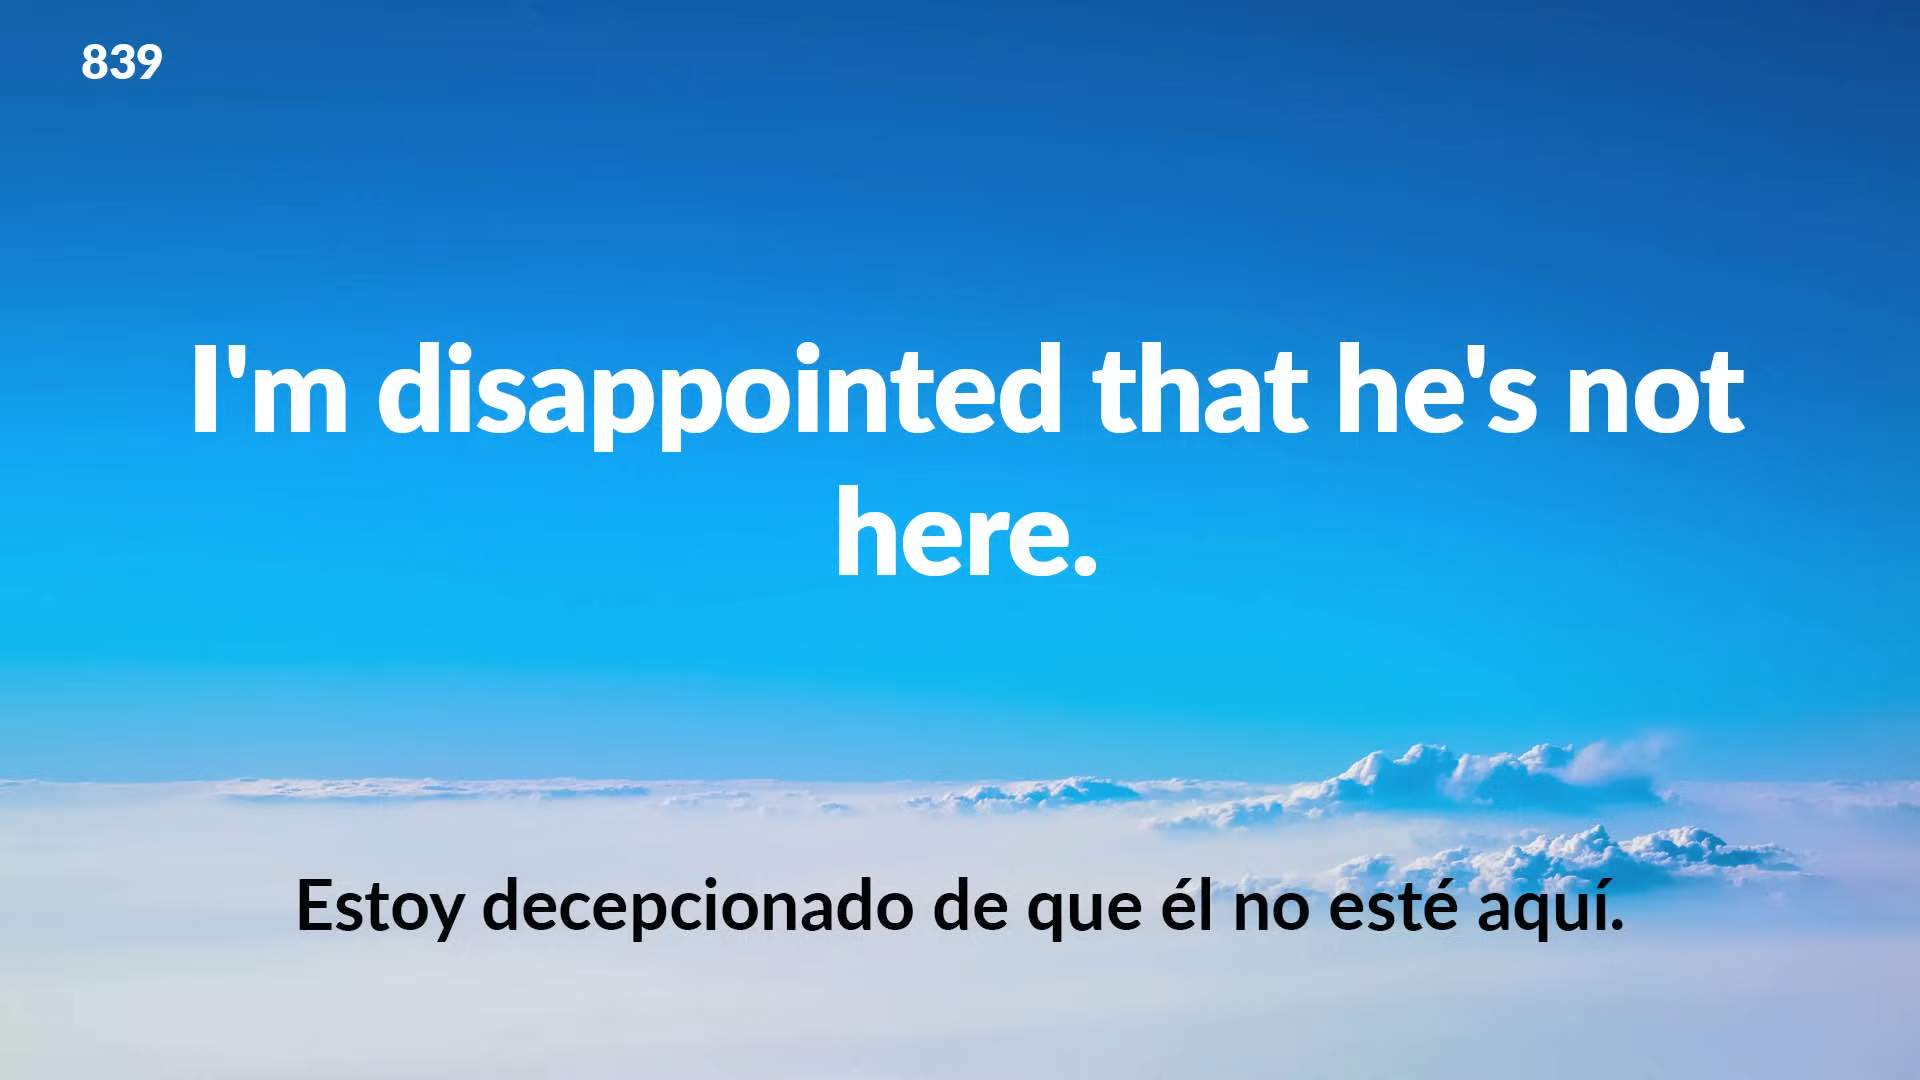 839
I'm disappointed that he's not
here.
Estoy decepcionado de que él no esté aquí.